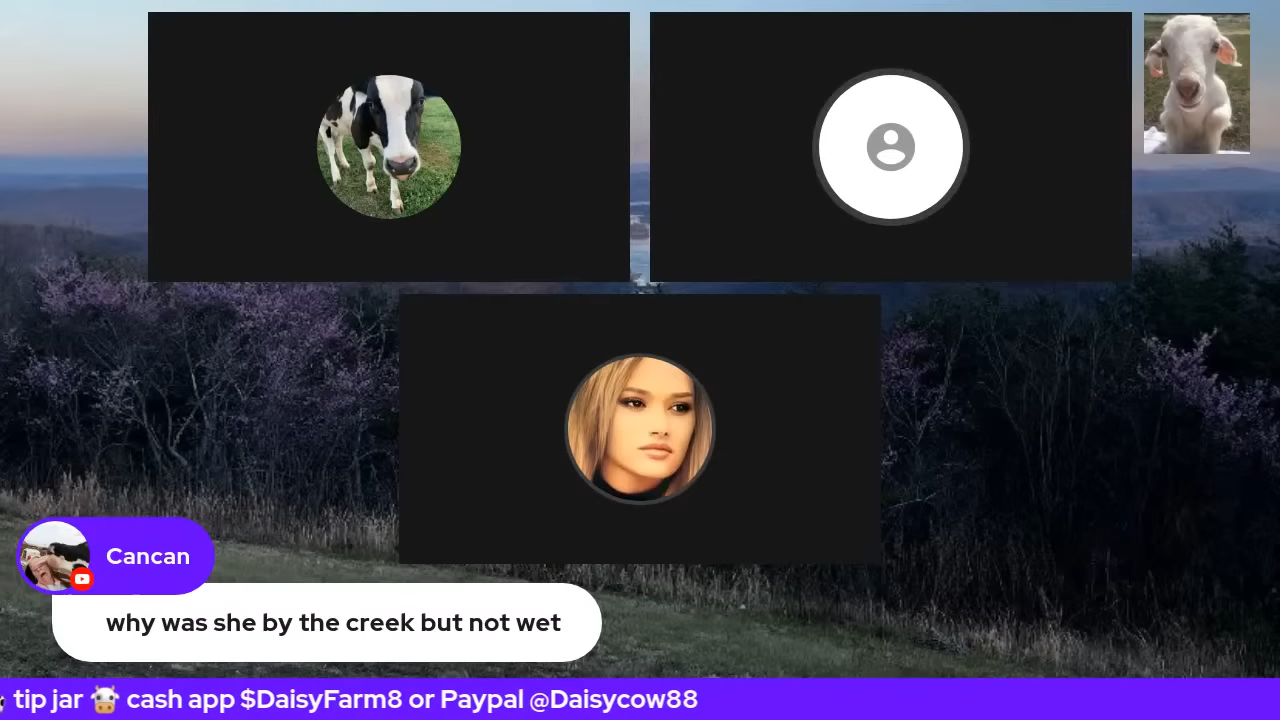 Cancan
why was she by the creek but not wet
tip jar 🐮 cash app $DaisyFarm8 or Paypal @Daisycow88